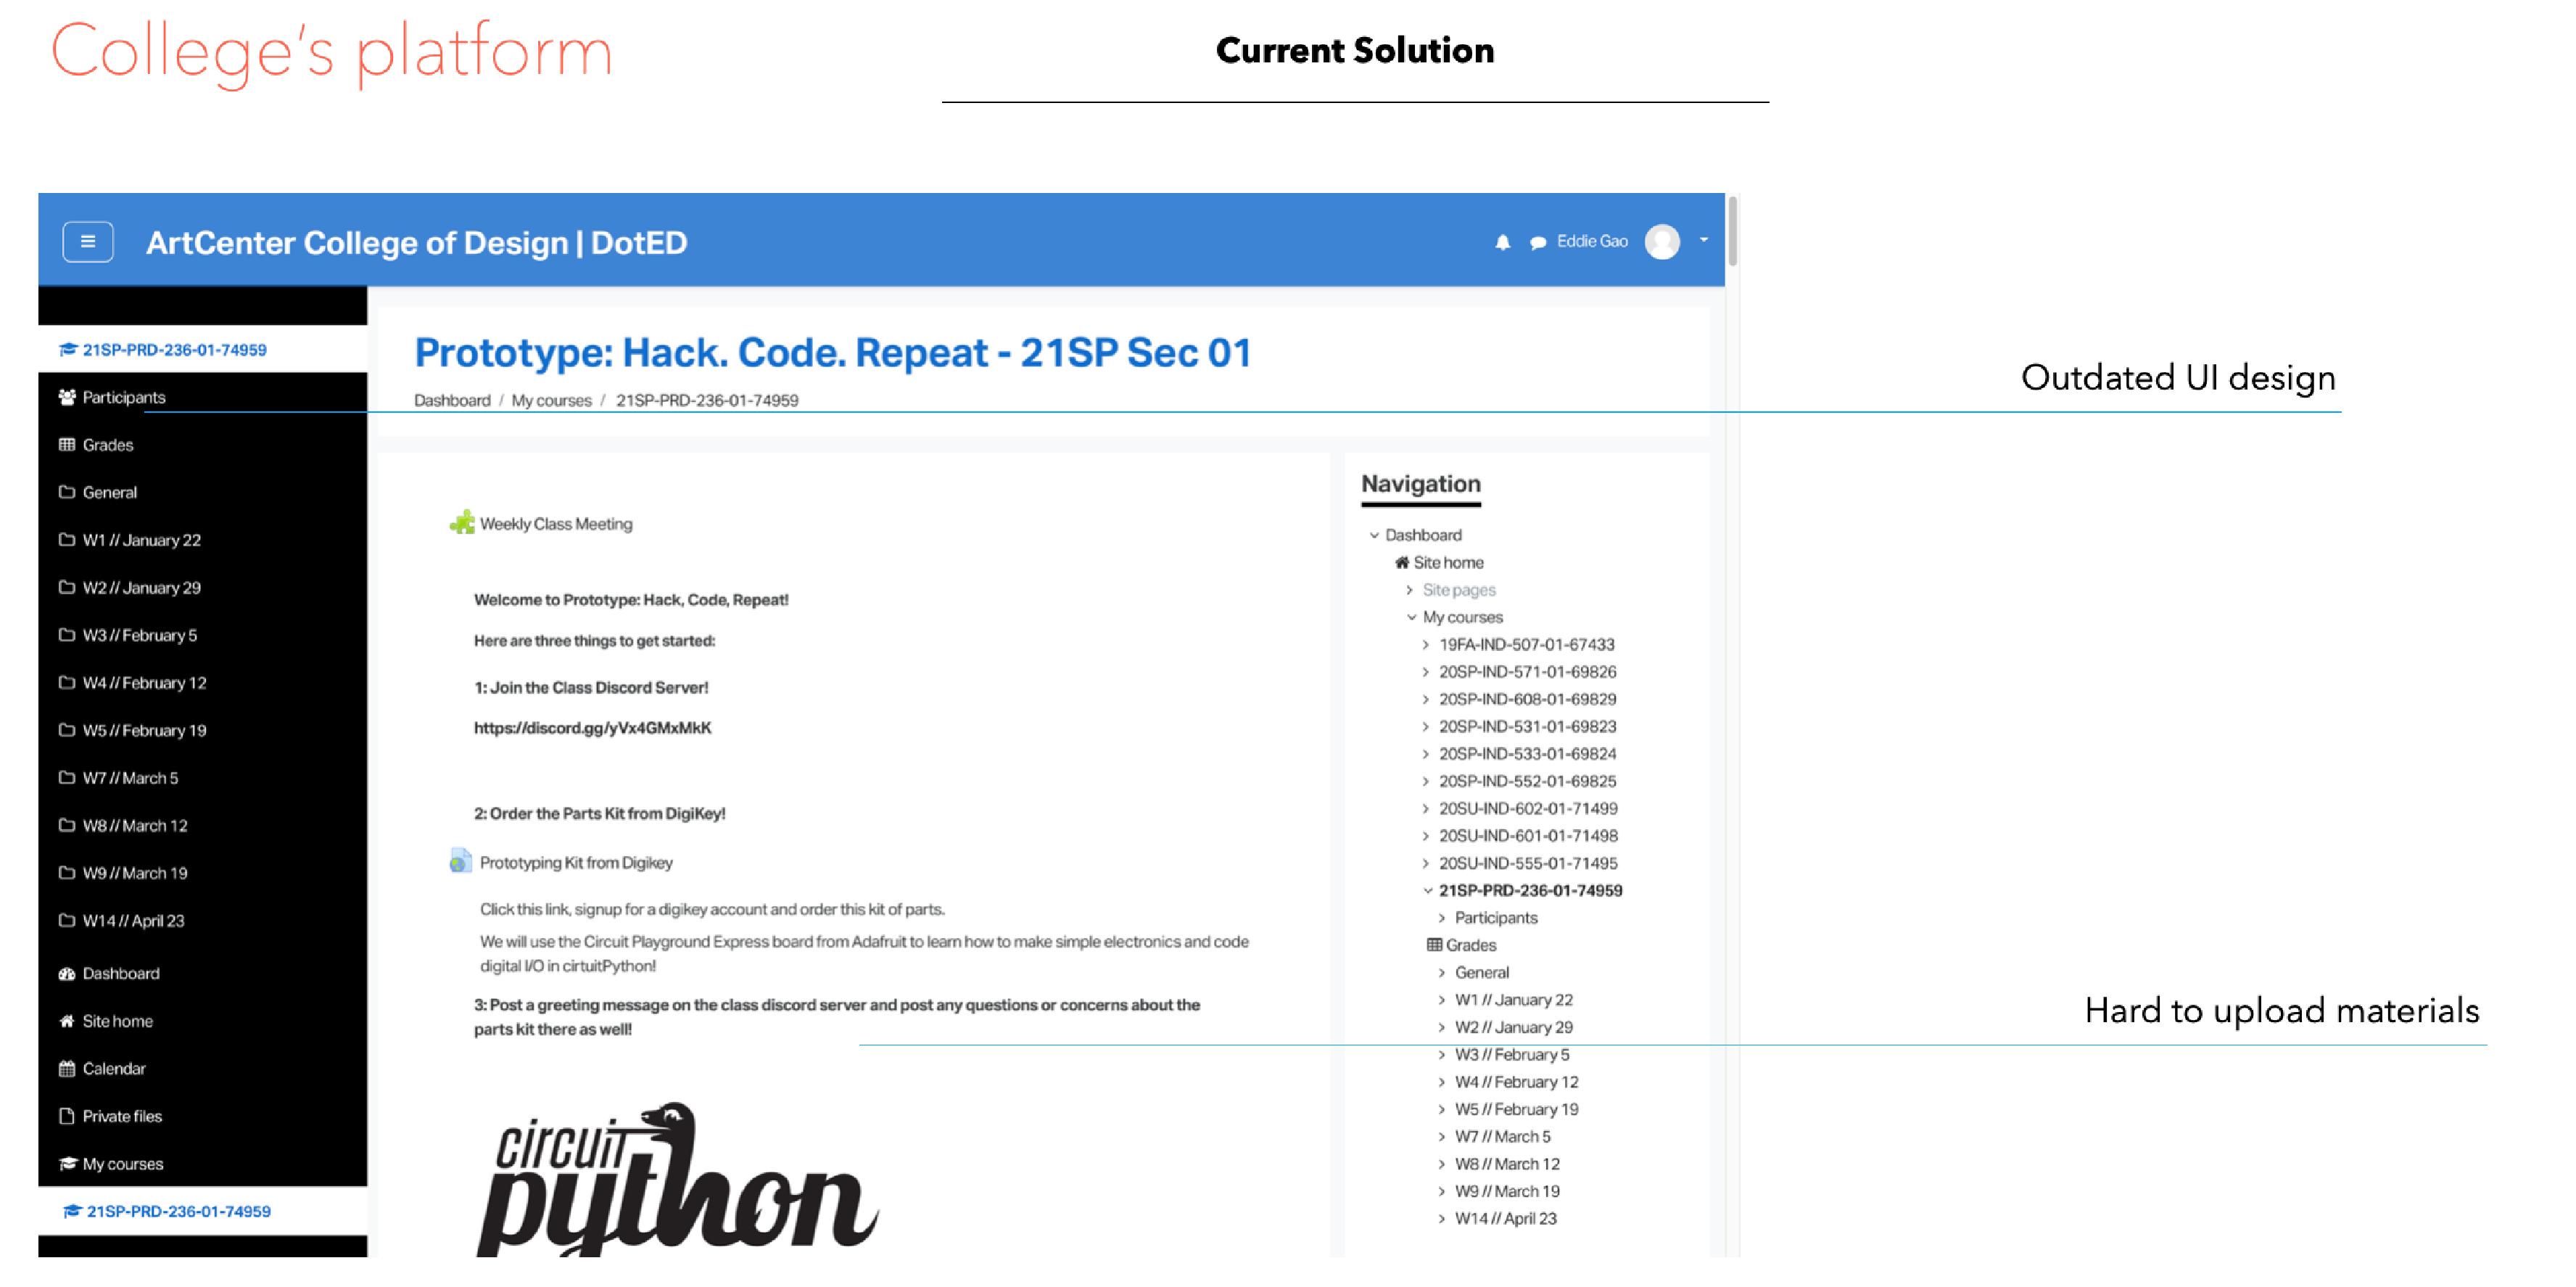 College's platform
Current Solution
ArtCenter College of Design | DotED
Eddie Gao
21SP-PRD-236-01-74959
Participants
Grades
General
W1 // January 22
W2 // January 29
W3 // February 5
W4 // February 12
W5 // February 19
W7 // March 5
W8 // March 12
W9 // March 19
W14 // April 23
Dashboard
Site home
Calendar
Private files
My courses
21SP-PRD-236-01-74959
Prototype: Hack. Code. Repeat - 21SP Sec 01
Dashboard / My courses / 21SP-PRD-236-01-74959
Weekly Class Meeting
Welcome to Prototype: Hack, Code, Repeat!
Here are three things to get started:
1: Join the Class Discord Server!
https://discord.gg/yVx4GMxMkK
2: Order the Parts Kit from DigiKey!
Prototyping Kit from Digikey
Click this link, signup for a digikey account and order this kit of parts.
We will use the Circuit Playground Express board from Adafruit to learn how to make simple electronics and code
digital I/O in cirtuitPython!
3: Post a greeting message on the class discord server and post any questions or concerns about the
parts kit there as well!
circuit
python
Navigation
Dashboard
Site home
Site pages
My courses
19FA-IND-507-01-67433
20SP-IND-571-01-69826
20SP-IND-608-01-69829
20SP-IND-531-01-69823
20SP-IND-533-01-69824
20SP-IND-552-01-69825
20SU-IND-602-01-71499
20SU-IND-601-01-71498
20SU-IND-555-01-71495
21SP-PRD-236-01-74959
Participants
Grades
General
W1 // January 22
W2 // January 29
W3 // February 5
W4 // February 12
W5 // February 19
W7 // March 5
W8 // March 12
W9 // March 19
W14 // April 23
Outdated UI design
Hard to upload materials